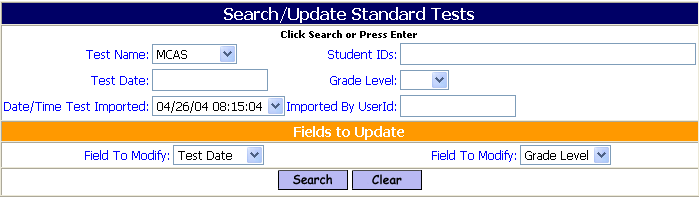 Search/Update Standard Tests
Click Search or Press Enter
Test Name: MCAS Student IDs:
Test Date: Grade Level:
Date/Time Test Imported: 04/26/04 08:15:04 Imported By UserId:
Fields to Update
Field To Modify: Test Date Field To Modify: Grade Level
Search Clear